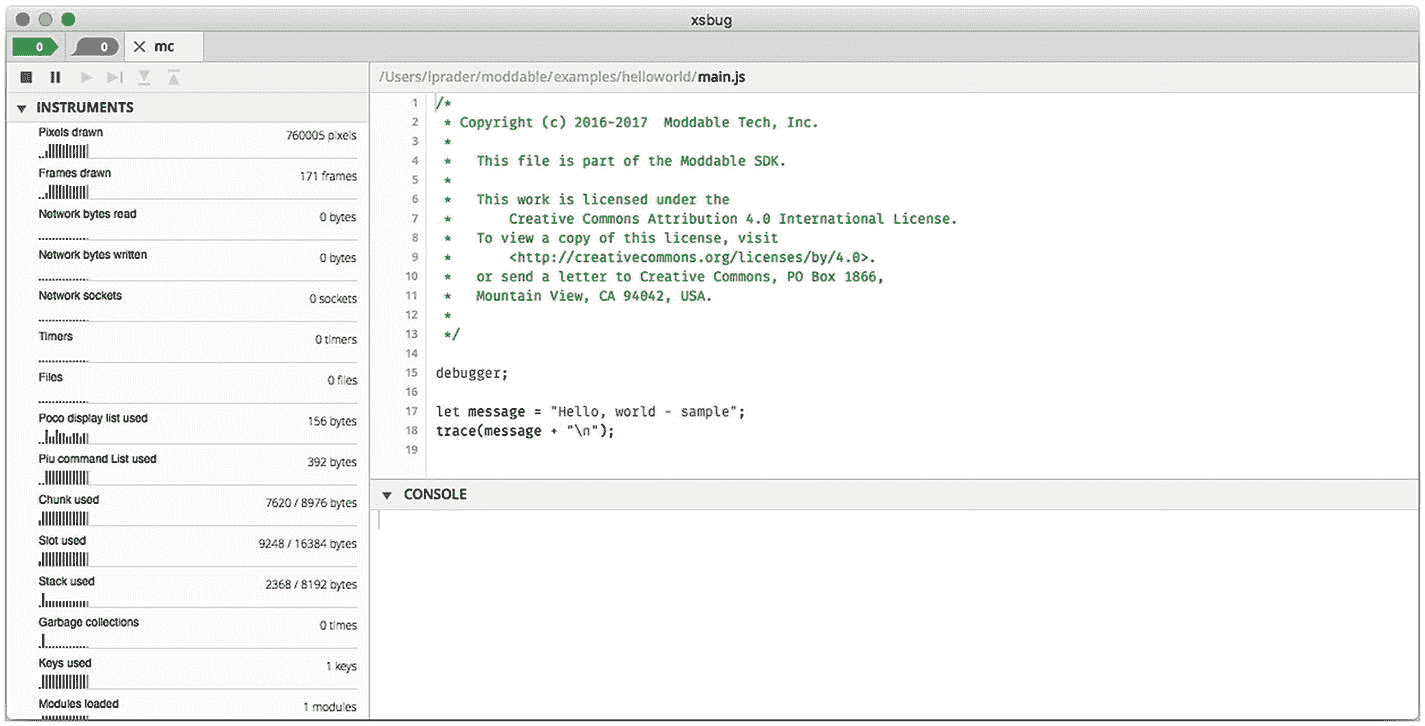 xsbug
0
0
mc
INSTRUMENTS
Pixels drawn
760005 pixels
Frames drawn
171 frames
Network bytes read
0 bytes
Network bytes written
0 bytes
Network sockets
0 sockets
Timers
0 timers
Files
0 files
Poco display list used
156 bytes
Piu command List used
392 bytes
Chunk used
7620 / 8976 bytes
Slot used
9248 / 16384 bytes
Stack used
2368 / 8192 bytes
Garbage collections
0 times
Keys used
1 keys
Modules loaded
1 modules
/Users/lprader/moddable/examples/helloworld/main.js
1 /*
2  * Copyright (c) 2016-2017  Moddable Tech, Inc.
3  *
4  *   This file is part of the Moddable SDK.
5  *
6  *   This work is licensed under the
7  *       Creative Commons Attribution 4.0 International License.
8  *   To view a copy of this license, visit
9  *       <http://creativecommons.org/licenses/by/4.0>.
10  *   or send a letter to Creative Commons, PO Box 1866,
11  *   Mountain View, CA 94042, USA.
12  *
13  */
14
15 debugger;
16
17 let message = "Hello, world - sample";
18 trace(message + "\n");
19
CONSOLE